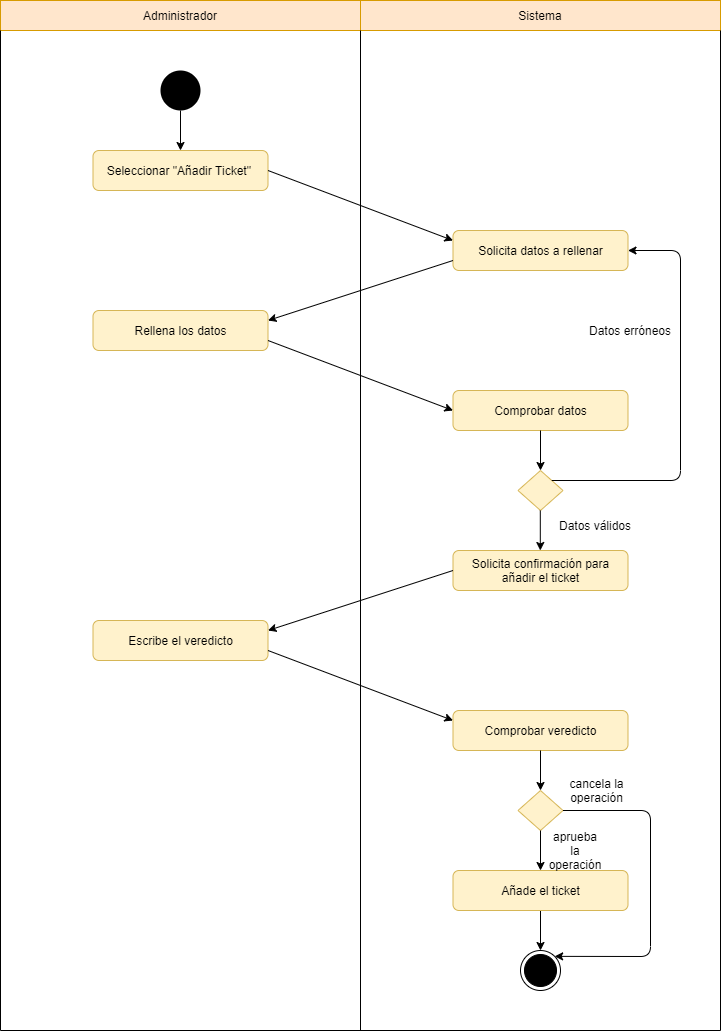 Administrador
Sistema
Seleccionar "Añadir Ticket"
Solicita datos a rellenar
Rellena los datos
Datos erróneos
Comprobar datos
Datos válidos
Solicita confirmación para
añadir el ticket
Escribe el veredicto
Comprobar veredicto
cancela la
operación
aprueba
la
operación
Añade el ticket